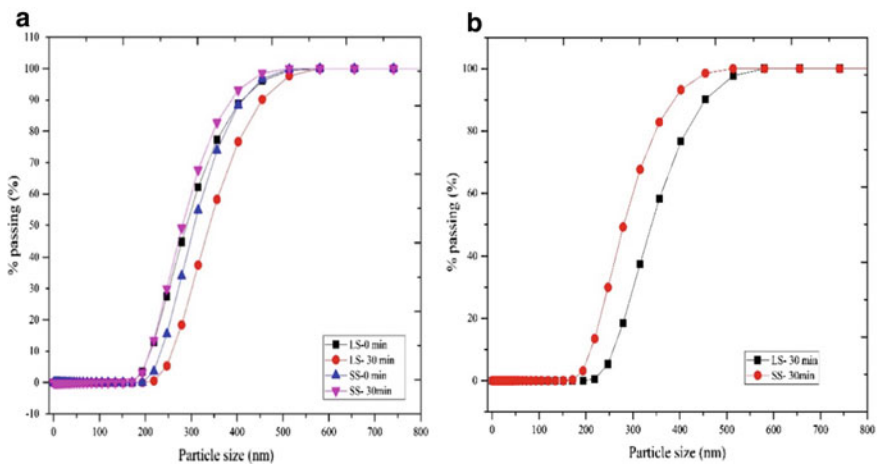 a
110
100
90
80
70
60
50
40
30
20
10
0
-10
% passing (%)
0 100 200 300 400 500 600 700 800
Particle size (nm)
LS-0 min
LS- 30 min
SS-0 min
SS- 30min
b
100
80
60
40
20
0
% passing (%)
0 100 200 300 400 500 600 700 800
Particle size (nm)
LS- 30 min
SS- 30min